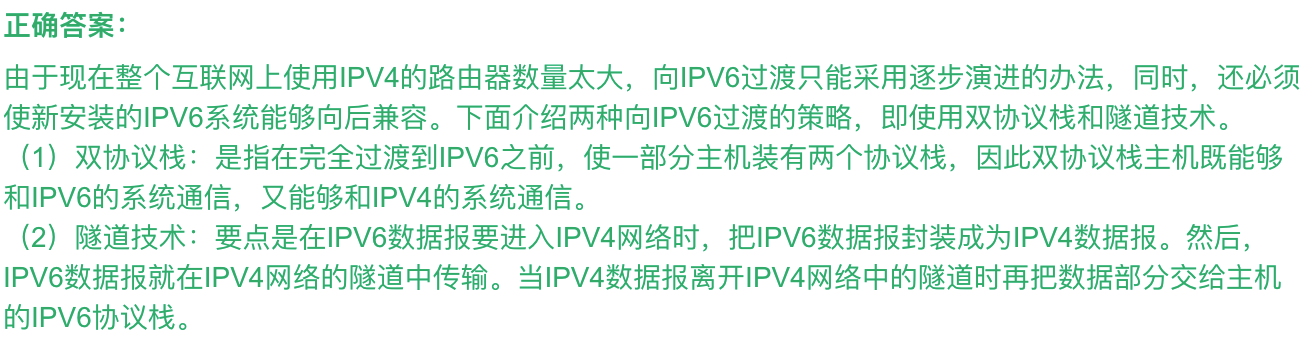 正确答案：
由于现在整个互联网上使用IPV4的路由器数量太大，向IPV6过渡只能采用逐步演进的办法，同时，还必须
使新安装的IPV6系统能够向后兼容。下面介绍两种向IPV6过渡的策略，即使用双协议栈和隧道技术。
（1）双协议栈：是指在完全过渡到IPV6之前，使一部分主机装有两个协议栈，因此双协议栈主机既能够
和IPV6的系统通信，又能够和IPV4的系统通信。
（2）隧道技术：要点是在IPV6数据报要进入IPV4网络时，把IPV6数据报封装成为IPV4数据报。然后，
IPV6数据报就在IPV4网络的隧道中传输。当IPV4数据报离开IPV4网络中的隧道时再把数据部分交给主机
的IPV6协议栈。